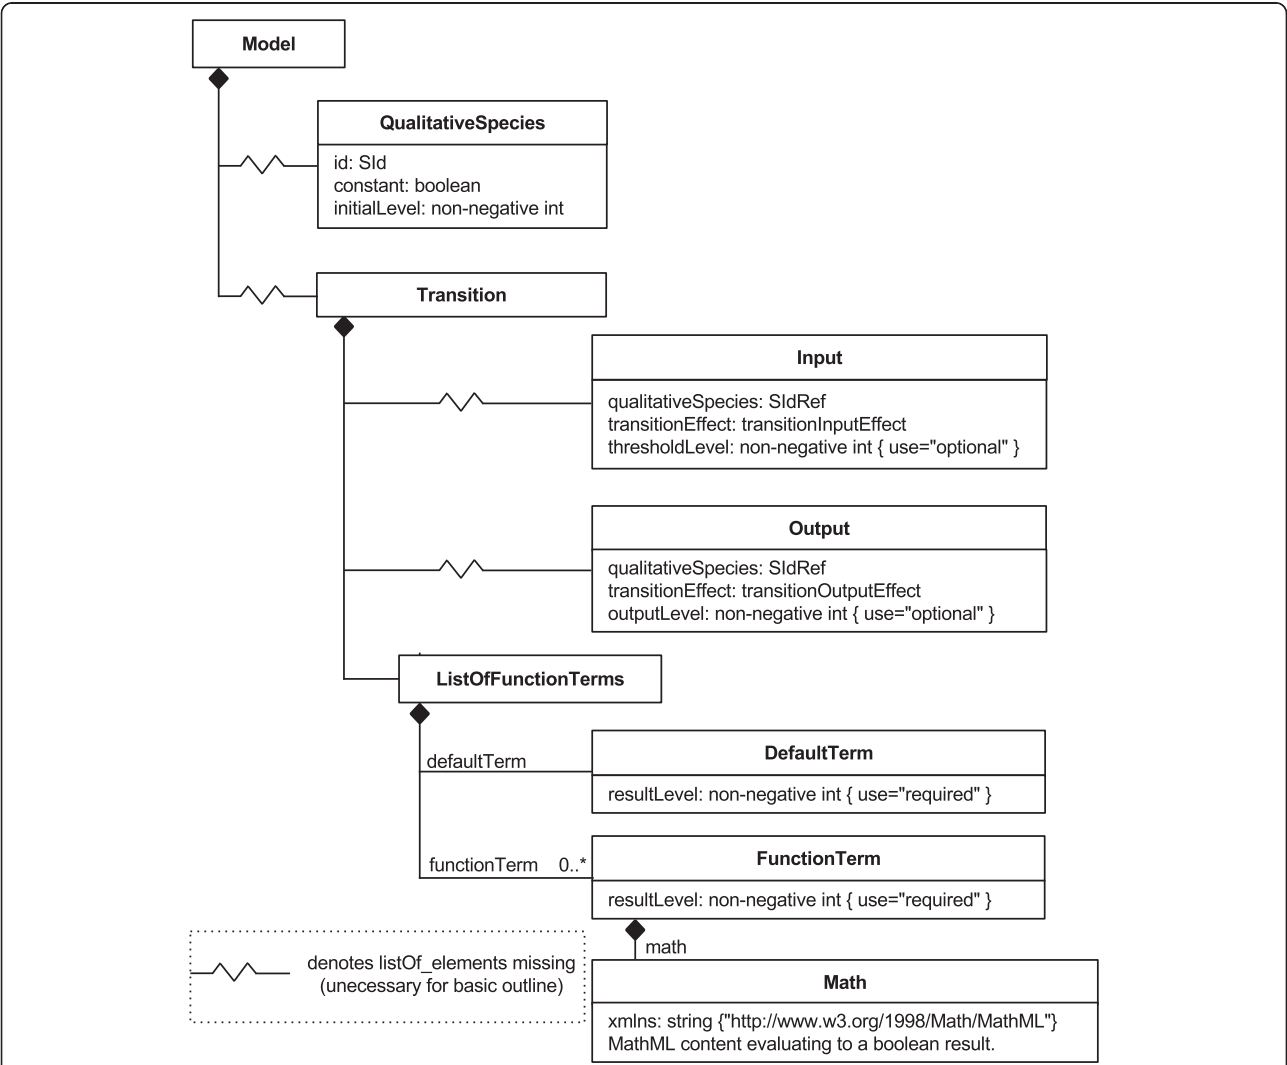 Model
QualitativeSpecies
id: SId
constant: boolean
initialLevel: non-negative int
Transition
Input
qualitativeSpecies: SIdRef
transitionEffect: transitionInputEffect
thresholdLevel: non-negative int { use="optional" }
Output
qualitativeSpecies: SIdRef
transitionEffect: transitionOutputEffect
outputLevel: non-negative int { use="optional" }
ListOfFunctionTerms
defaultTerm
DefaultTerm
resultLevel: non-negative int { use="required" }
functionTerm 0..*
FunctionTerm
resultLevel: non-negative int { use="required" }
math
denotes listOf_elements missing
(unecessary for basic outline)
Math
xmlns: string {"http://www.w3.org/1998/Math/MathML"}
MathML content evaluating to a boolean result.